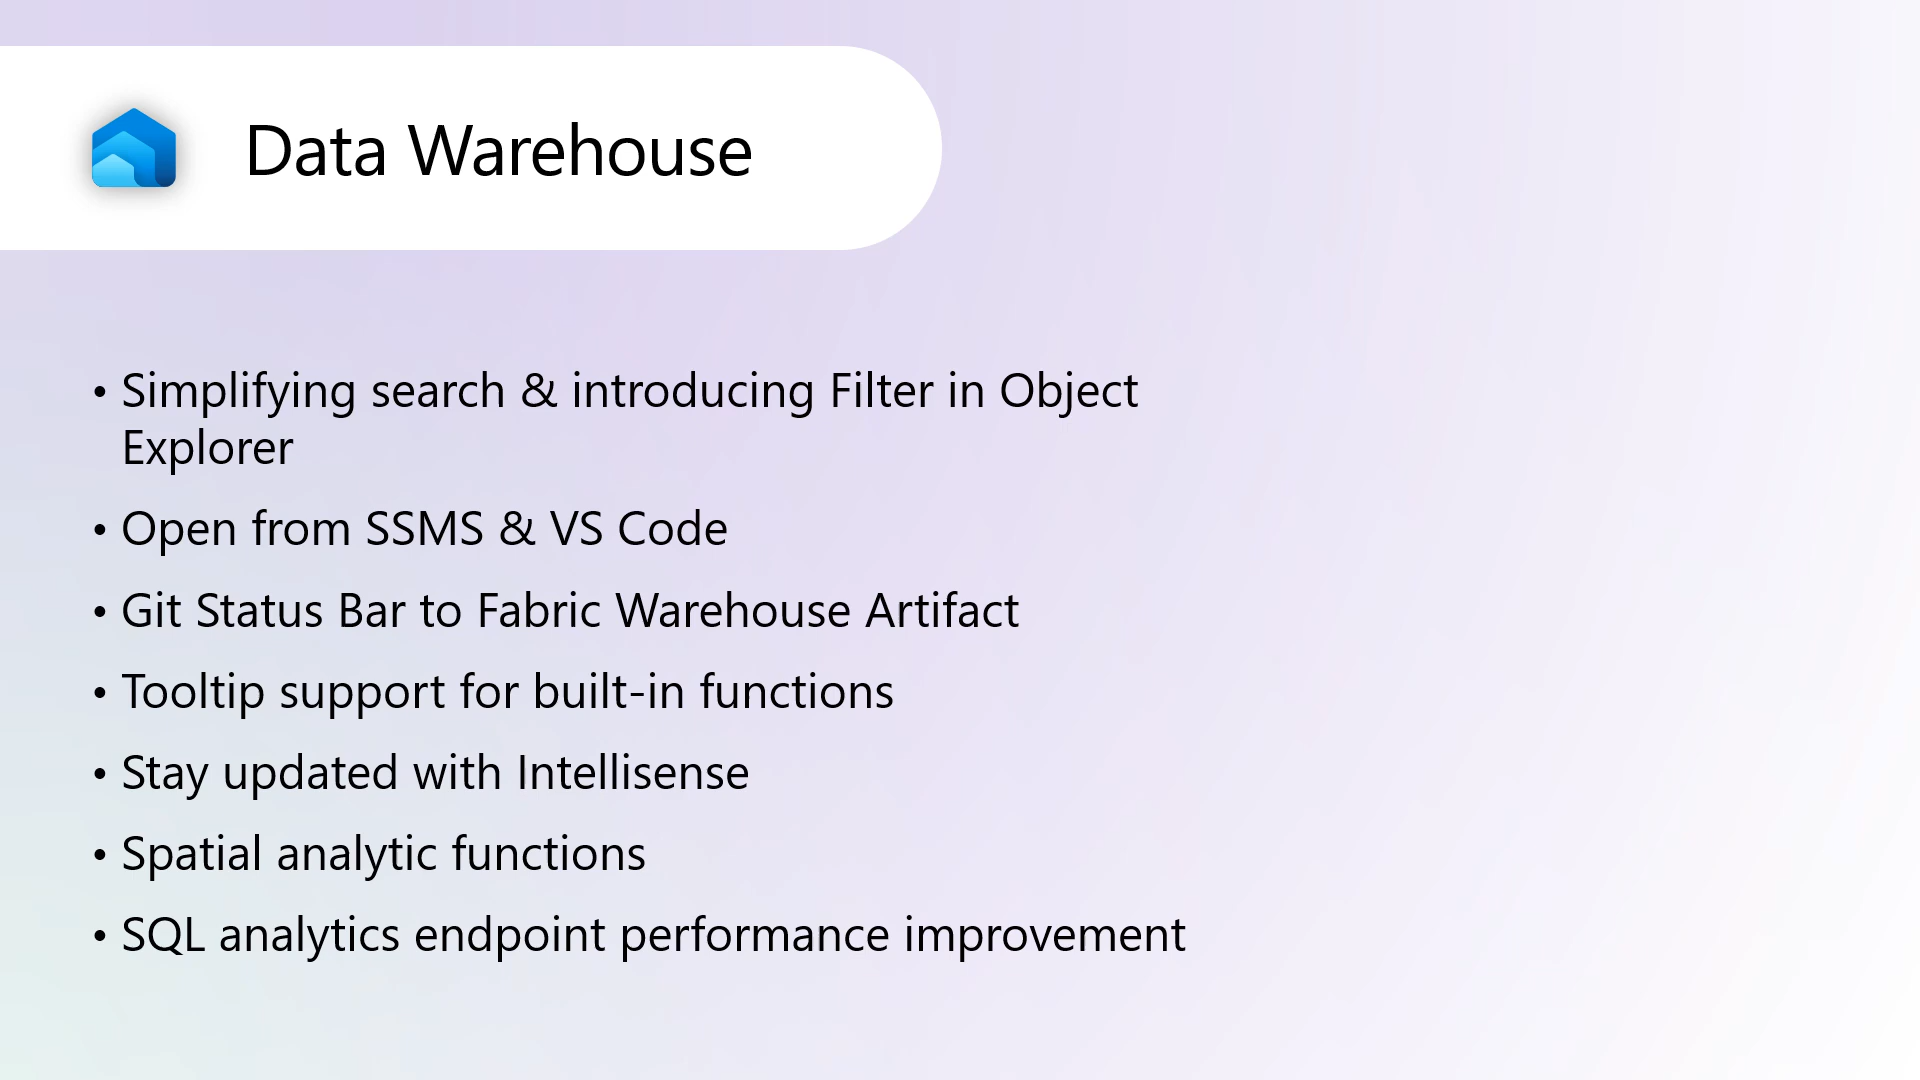 Data Warehouse
• Simplifying search & introducing Filter in Object
Explorer
• Open from SSMS & VS Code
• Git Status Bar to Fabric Warehouse Artifact
• Tooltip support for built-in functions
• Stay updated with Intellisense
• Spatial analytic functions
• SQL analytics endpoint performance improvement